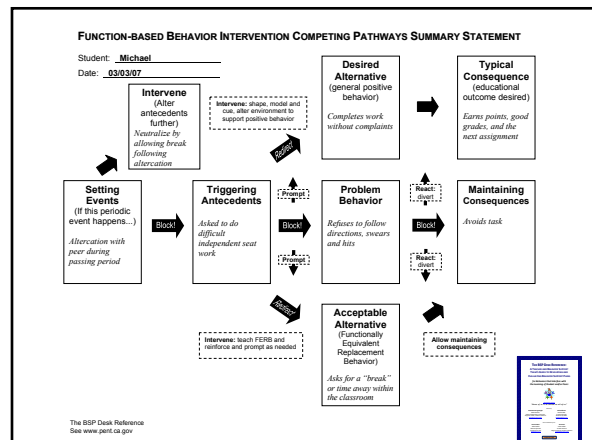 FUNCTION-BASED BEHAVIOR INTERVENTION COMPETING PATHWAYS SUMMARY STATEMENT
Student: Michael
Date: 03/03/07
Intervene
(Alter
antecedents
further)
Neutralize by
allowing break
following
altercation
Intervene: shape, model and
cue, alter environment to
support positive behavior
Redirect
Desired
Alternative
(general positive
behavior)
Completes work
without complaints
Typical
Consequence
(educational
outcome desired)
Earns points, good
grades, and the
next assignment
Setting
Events
(If this periodic
event happens...)
Altercation with
peer during
passing period
Block!
Triggering
Antecedents
Asked to do
difficult
independent seat
work
Prompt
Block!
Prompt
Problem
Behavior
Refuses to follow
directions, swears
and hits
React:
divert
Block!
React:
divert
Maintaining
Consequences
Avoids task
Redirect
Intervene: teach FERB and
reinforce and prompt as needed
Acceptable
Alternative
(Functionally
Equivalent
Replacement
Behavior)
Asks for a "break"
or time away within
the classroom
Allow maintaining
consequences
The BSP Desk Reference
See www.pent.ca.gov